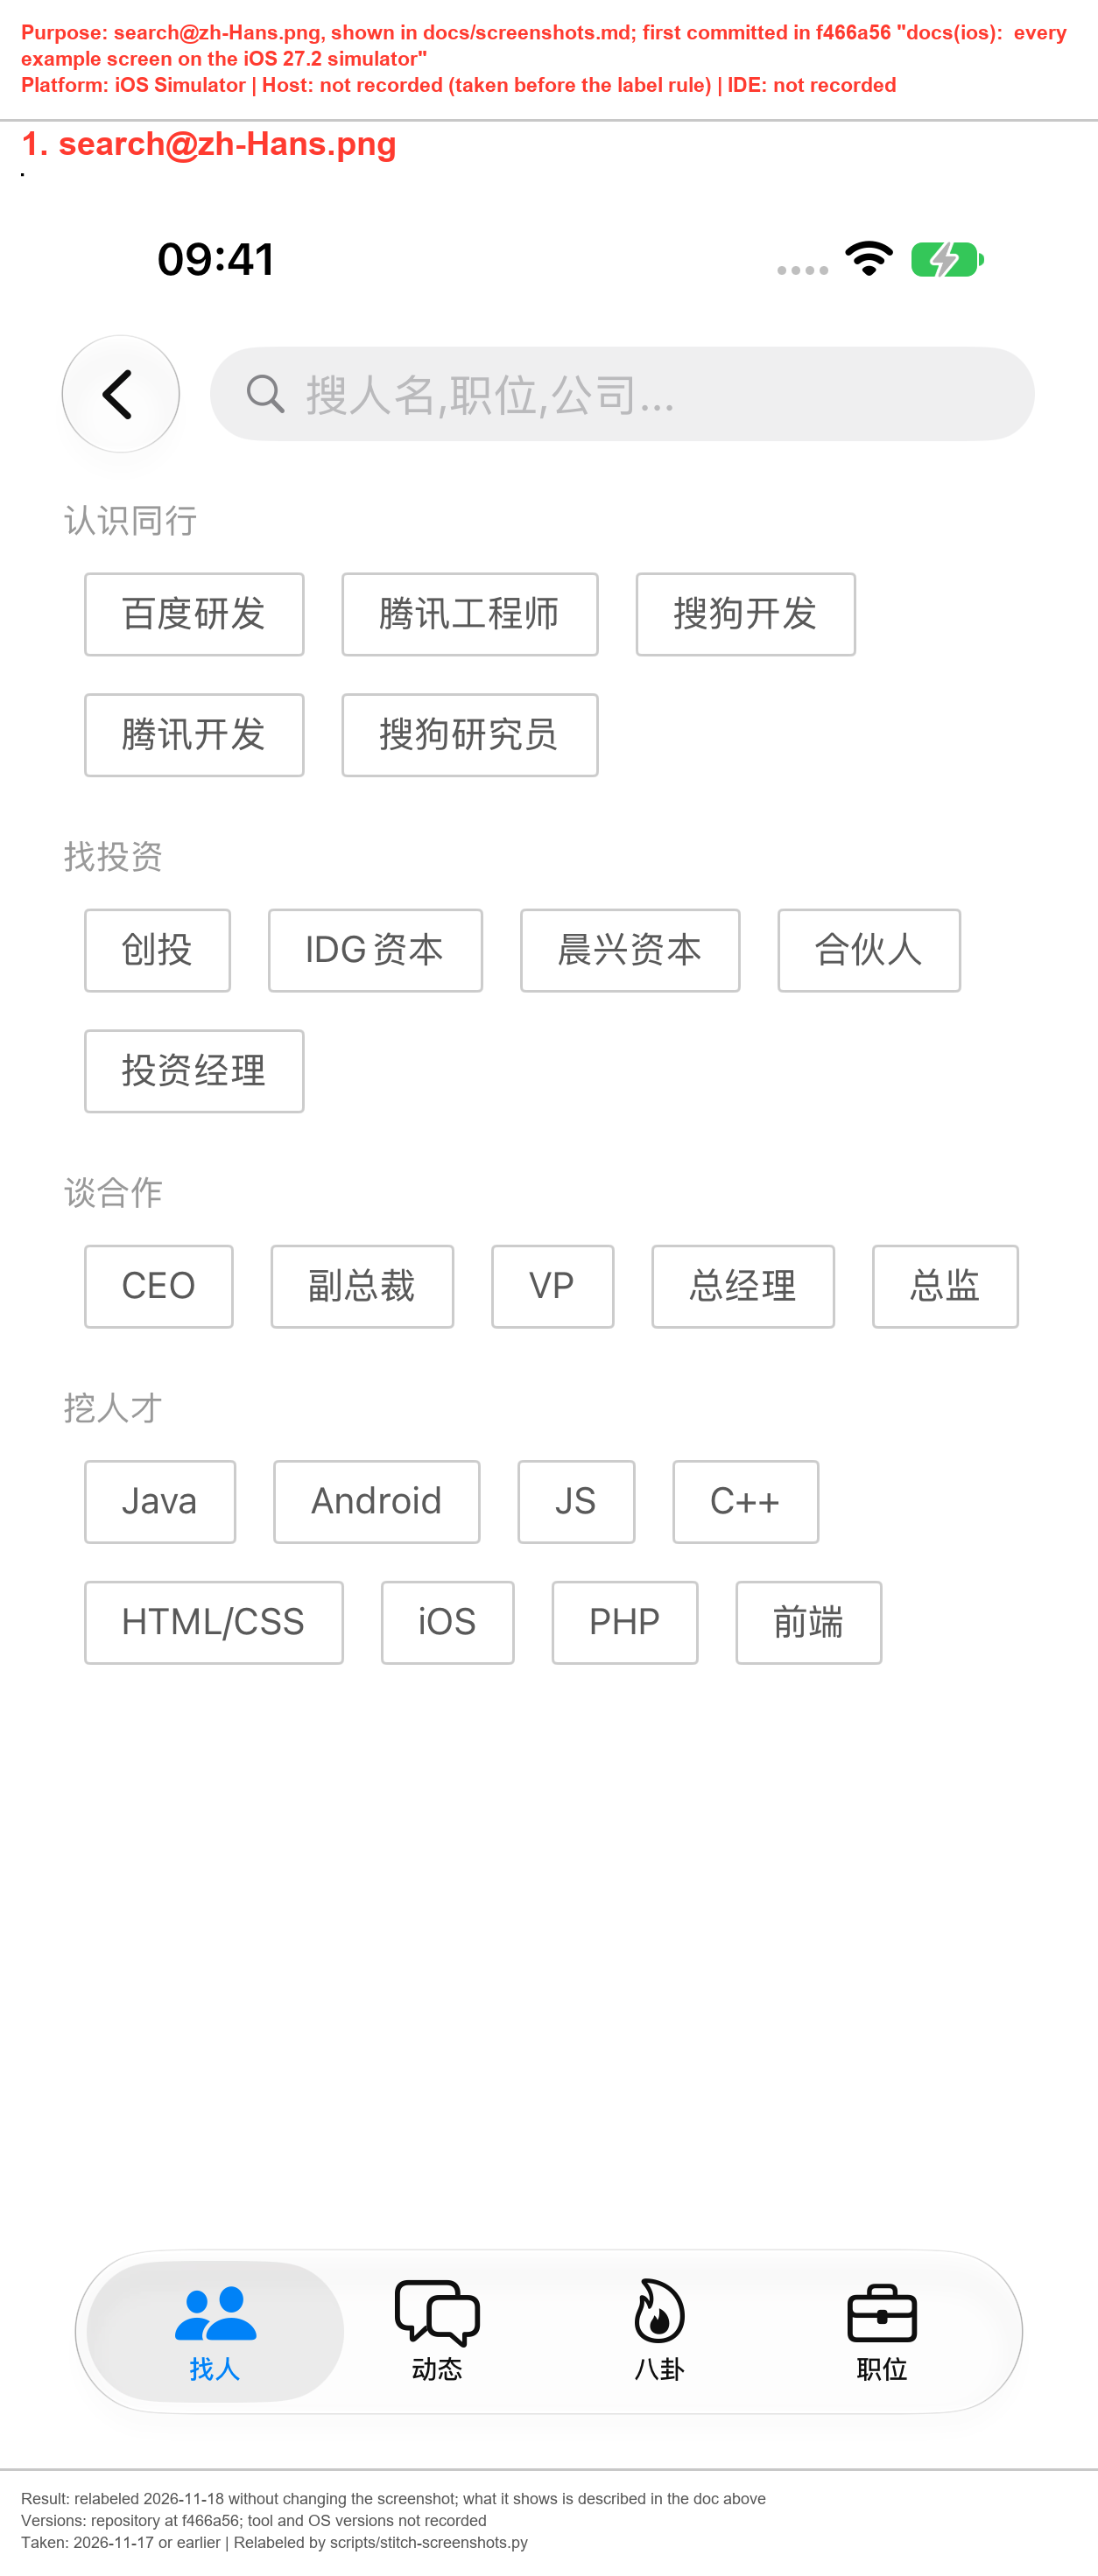 Purpose: search@zh-Hans.png, shown in docs/screenshots.md; first committed in f466a56 "docs(ios):  every
example screen on the iOS 27.2 simulator"
Platform: iOS Simulator | Host: not recorded (taken before the label rule) | IDE: not recorded
1. search@zh-Hans.png
09:41
搜人名,职位,公司...
认识同行
百度研发 腾讯工程师 搜狗开发
腾讯开发 搜狗研究员
找投资
创投 IDG资本 晨兴资本 合伙人
投资经理
谈合作
CEO 副总裁 VP 总经理 总监
挖人才
Java Android JS C++
HTML/CSS iOS PHP 前端
找人 动态 八卦 职位
Result: relabeled 2026-11-18 without changing the screenshot; what it shows is described in the doc above
Versions: repository at f466a56; tool and OS versions not recorded
Taken: 2026-11-17 or earlier | Relabeled by scripts/stitch-screenshots.py